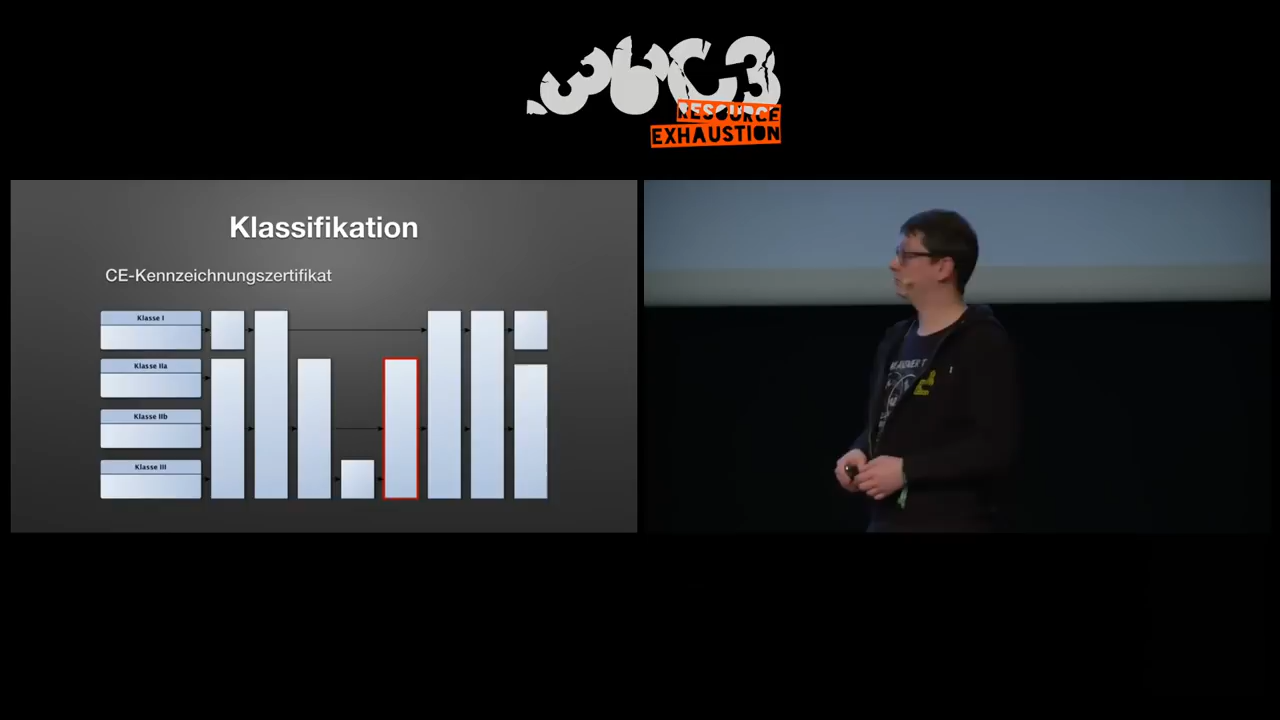 36C3
RESOURCE
EXHAUSTION
Klassifikation
CE-Kennzeichnungszertifikat
Klasse I
Klasse IIa
Klasse IIb
Klasse III